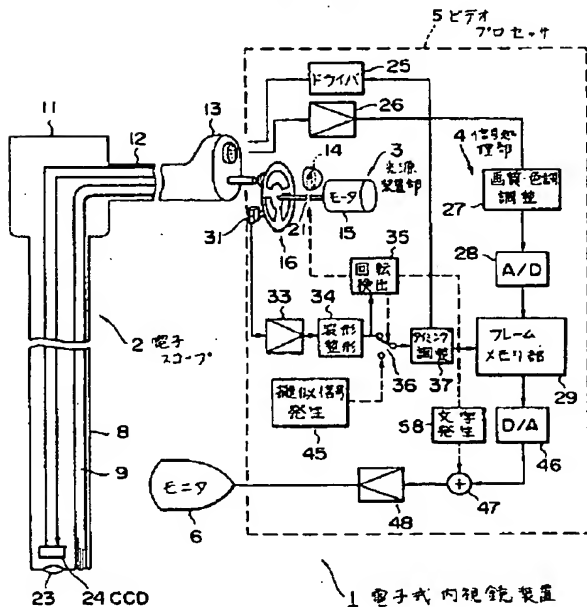 5 ビデオ
プロセッサ
ドライバ
25
26
11
12
13
14
3
光源
装置部
4 信号処
理部
画質・色調
調整
27
モータ
15
21
31
16
35
回転
検出
28
A/D
33
34
波形
整形
36
タイミング
調整
37
フレーム
メモリ部
29
2 電子
スコープ
擬似信号
発生
45
58
文字
発生
D/A
46
8
9
モニタ
6
48
47
23
24 CCD
1 電子式内視鏡装置